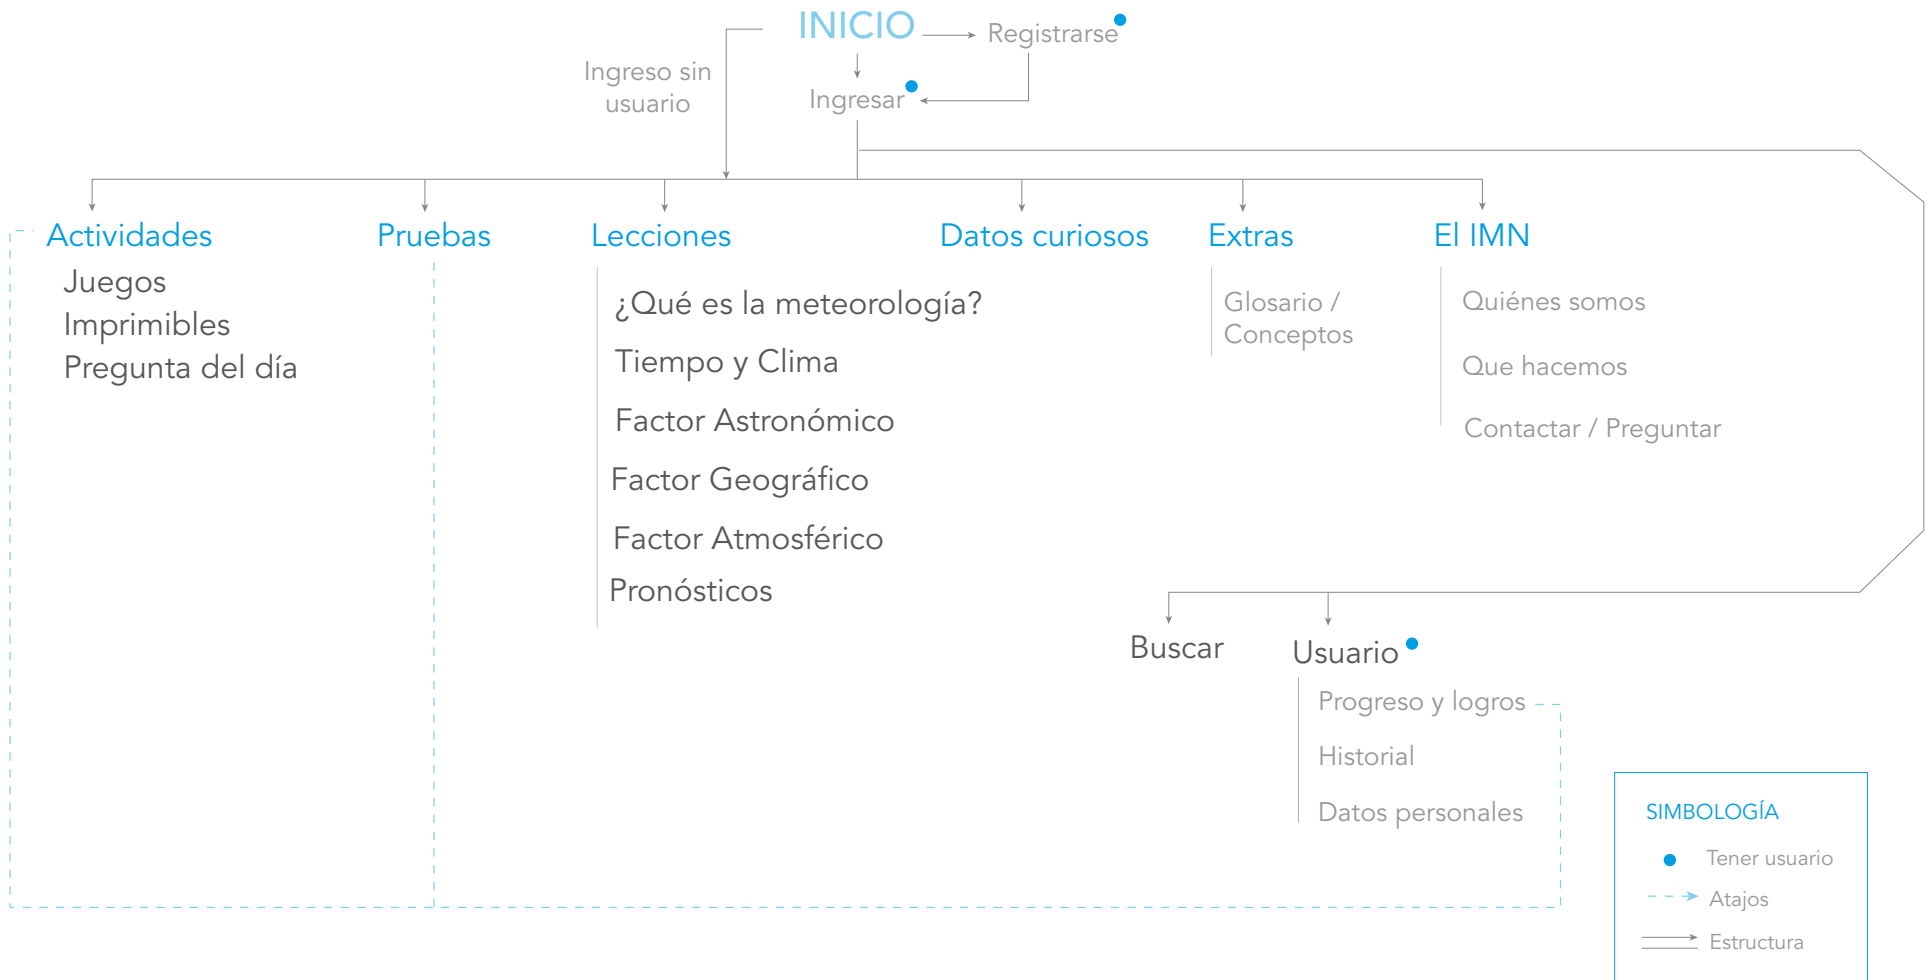 INICIO
Registrarse
Ingreso sin
usuario
Ingresar
Actividades
Juegos
Imprimibles
Pregunta del día
Pruebas
Lecciones
¿Qué es la meteorología?
Tiempo y Clima
Factor Astronómico
Factor Geográfico
Factor Atmosférico
Pronósticos
Datos curiosos
Extras
Glosario /
Conceptos
El IMN
Quiénes somos
Que hacemos
Contactar / Preguntar
Buscar
Usuario
Progreso y logros
Historial
Datos personales
SIMBOLOGÍA
Tener usuario
Atajos
Estructura